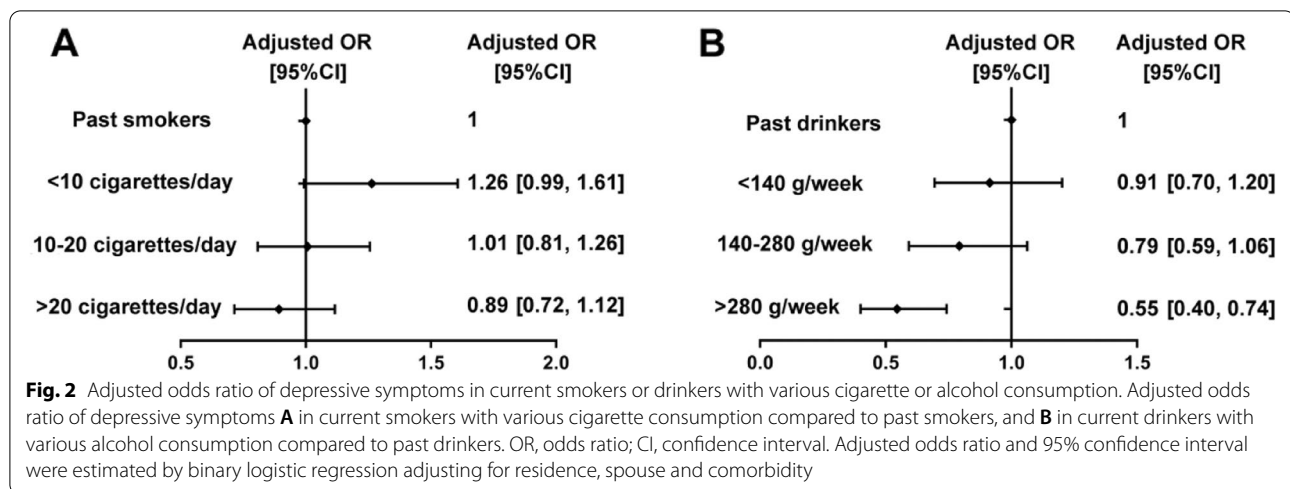 A
Adjusted OR
[95%CI]
Adjusted OR
[95%CI]
Past smokers 1
<10 cigarettes/day 1.26 [0.99, 1.61]
10-20 cigarettes/day 1.01 [0.81, 1.26]
>20 cigarettes/day 0.89 [0.72, 1.12]
0.5 1.0 1.5 2.0
B
Adjusted OR
[95%CI]
Adjusted OR
[95%CI]
Past drinkers 1
<140 g/week 0.91 [0.70, 1.20]
140-280 g/week 0.79 [0.59, 1.06]
>280 g/week 0.55 [0.40, 0.74]
0.0 0.5 1.0 1.5
Fig. 2 Adjusted odds ratio of depressive symptoms in current smokers or drinkers with various cigarette or alcohol consumption. Adjusted odds
ratio of depressive symptoms A in current smokers with various cigarette consumption compared to past smokers, and B in current drinkers with
various alcohol consumption compared to past drinkers. OR, odds ratio; CI, confidence interval. Adjusted odds ratio and 95% confidence interval
were estimated by binary logistic regression adjusting for residence, spouse and comorbidity